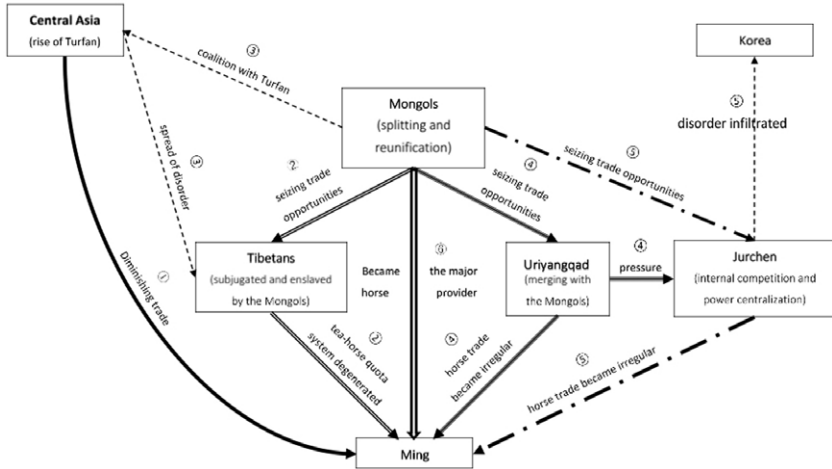 Central Asia
(rise of Turfan)
③
coalition with Turfan
Korea
Mongols
(splitting and
reunification)
⑤
disorder infiltrated
③
spread of disorder
②
seizing trade
opportunities
④
seizing trade
opportunities
⑤
seizing trade opportunities
①
Diminishing trade
Tibetans
(subjugated and enslaved
by the Mongols)
⑥
Became the major
horse provider
Uriyangqad
(merging with
the Mongols)
④
pressure
Jurchen
(internal competition and
power centralization)
②
tea-horse quota
system degenerated
④
horse trade
became irregular
⑤
horse trade became irregular
Ming